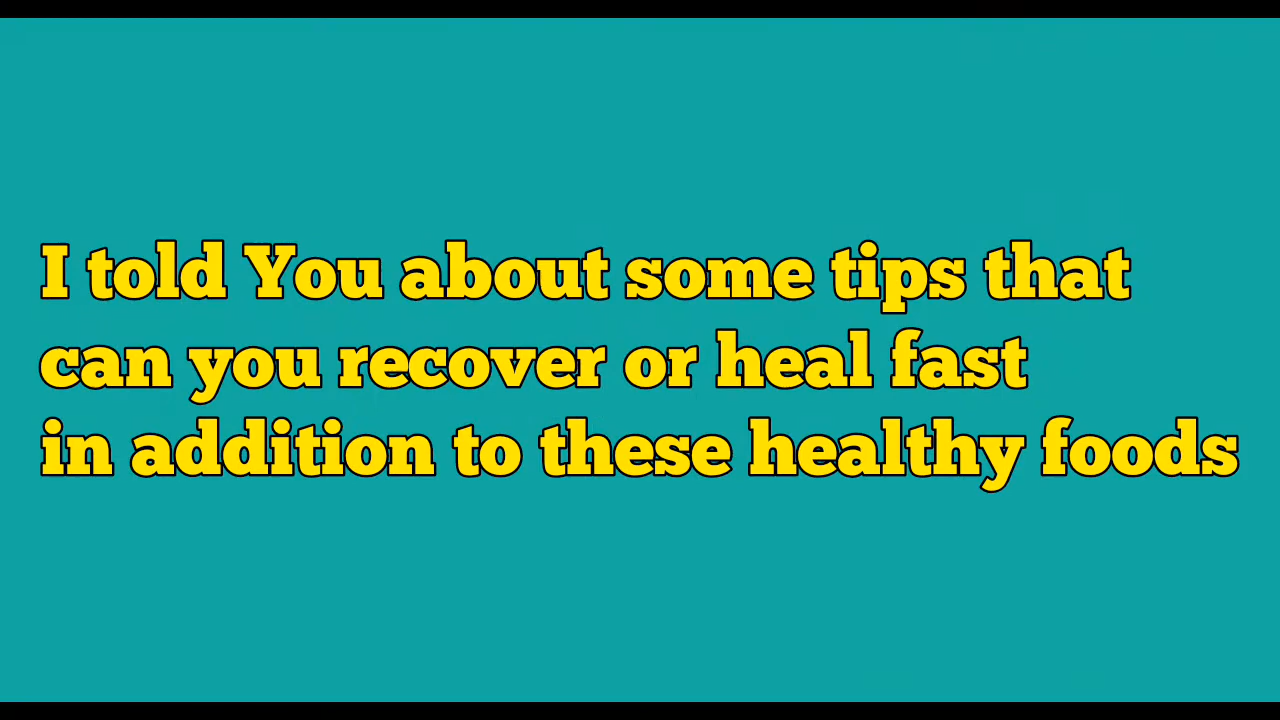 I told You about some tips that
can you recover or heal fast
in addition to these healthy foods